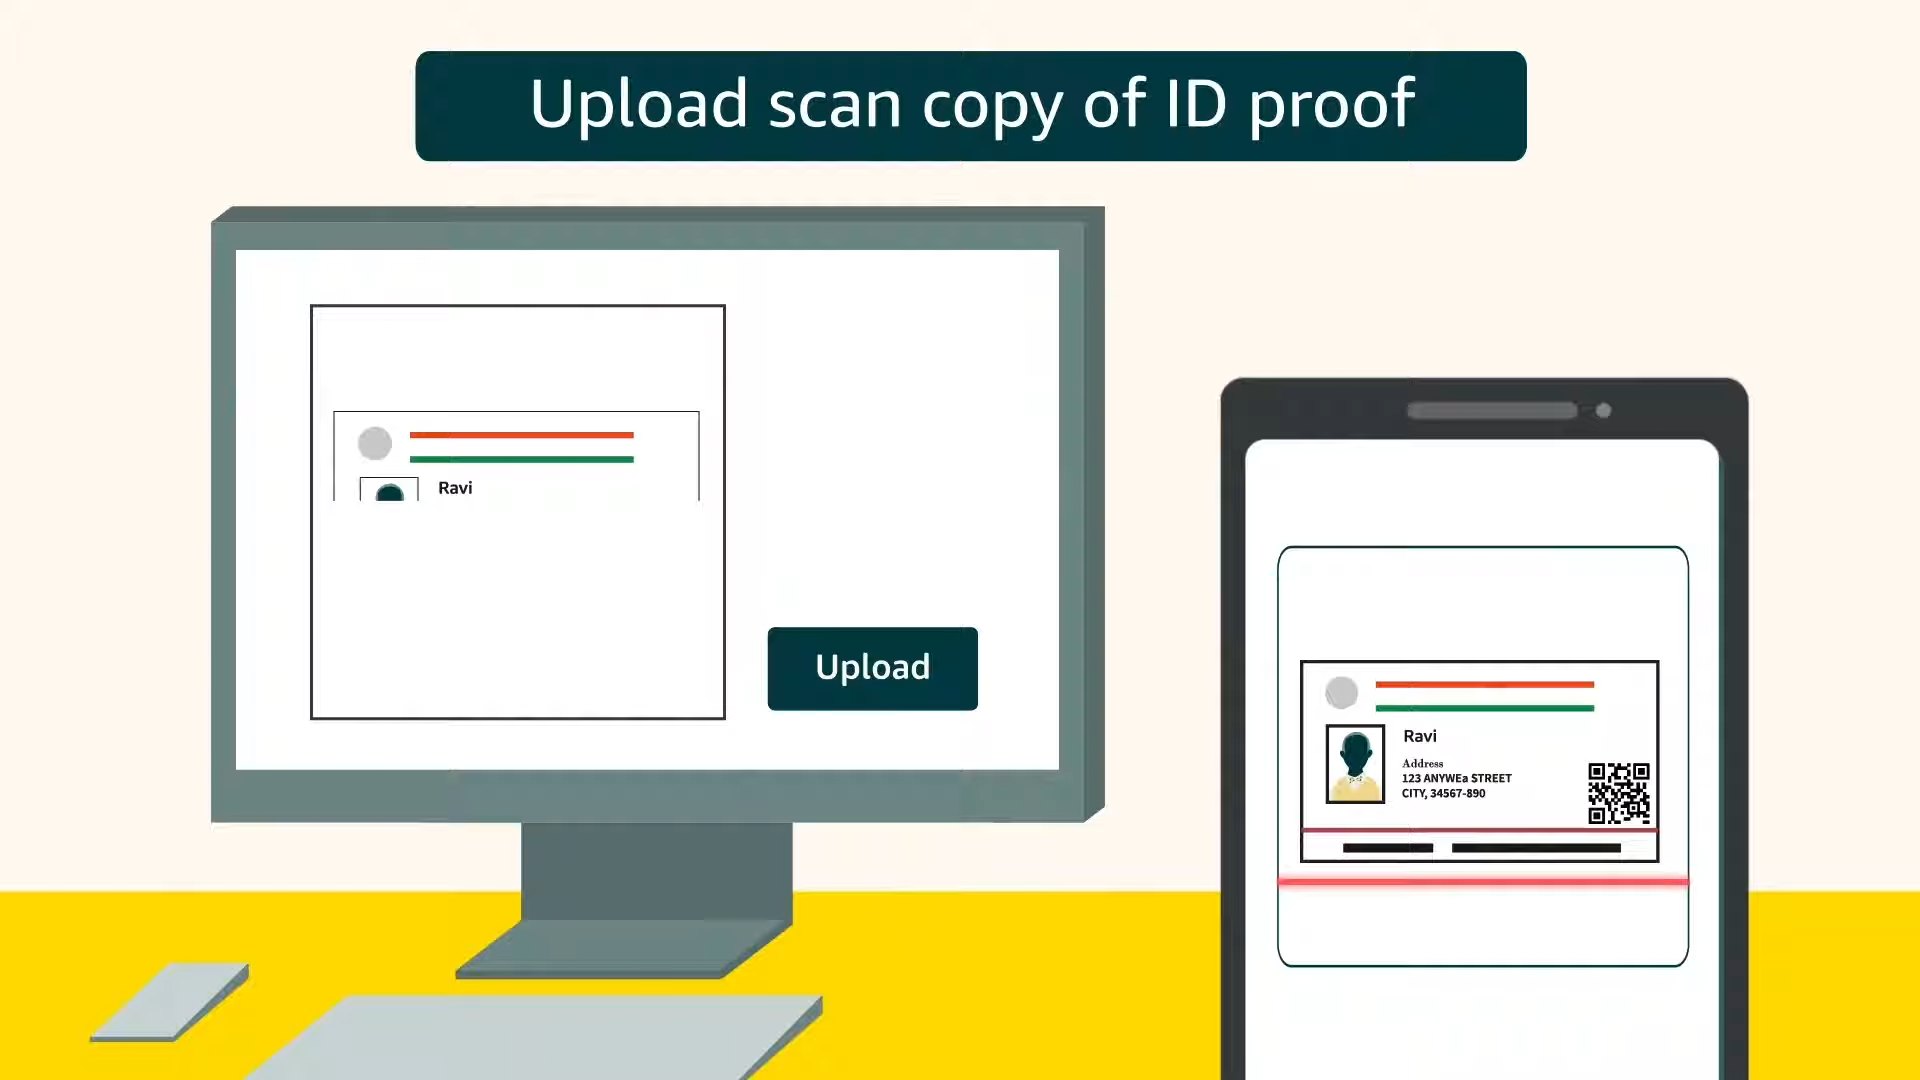 Upload scan copy of ID proof
Ravi
Upload
Ravi
Address
123 ANYWEa STREET
CITY, 34567-890